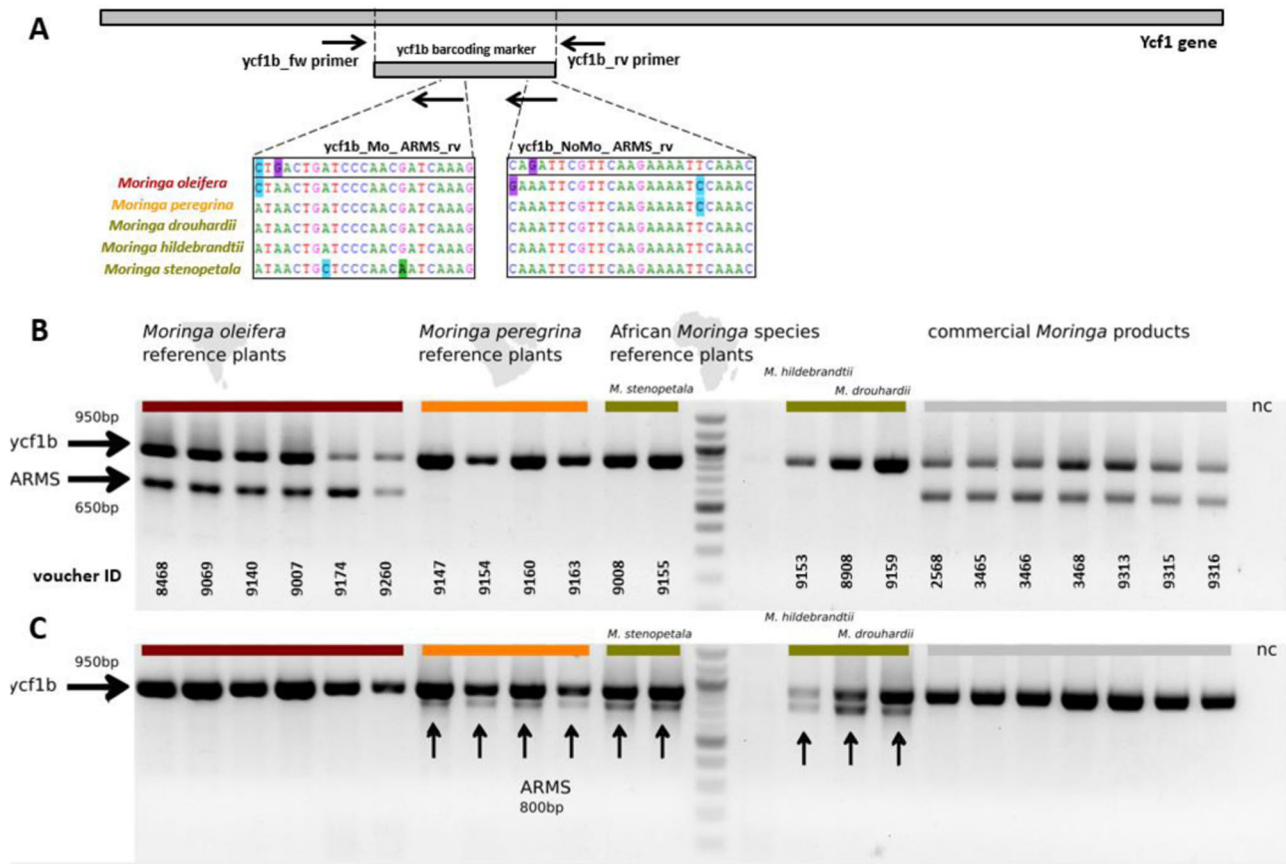 A
Ycf1 gene
ycf1b_fw primer
ycf1b barcoding marker
ycf1b_rv primer
ycf1b_Mo_ ARMS_rv
ycf1b_NoMo_ ARMS_rv
CTGACTGATCCCAACGATCAAAG CAGATTCGTTCAAGAAAATTCAAAC
Moringa oleifera CTAACTGATCCCAACGATCAAAG GAAATTCGTTCAAGAAAATCCAAAC
Moringa peregrina ATAACTGATCCCAACGATCAAAG CAAATTCGTTCAAGAAAATCCAAAC
Moringa drouhardii ATAACTGATCCCAACGATCAAAG CAAATTCGTTCAAGAAAATTCAAAC
Moringa hildebrandtii ATAACTGATCCCAACGATCAAAG CAAATTCGTTCAAGAAAATTCAAAC
Moringa stenopetala ATAACTGCTCCCAACAATCAAAG CAAATTCGTTCAAGAAAATTCAAAC
B
Moringa oleifera
reference plants
Moringa peregrina
reference plants
African Moringa species
reference plants
commercial Moringa products
M. stenopetala
M. hildebrandtii
M. drouhardii
950bp
nc
ycf1b
ARMS
650bp
voucher ID 8468 9069 9140 9007 9174 9260 9147 9154 9160 9163 9008 9155 9153 8908 9159 2568 3465 3466 3468 9313 9315 9316
C
M. stenopetala
M. hildebrandtii
M. drouhardii
950bp
nc
ycf1b
ARMS
800bp